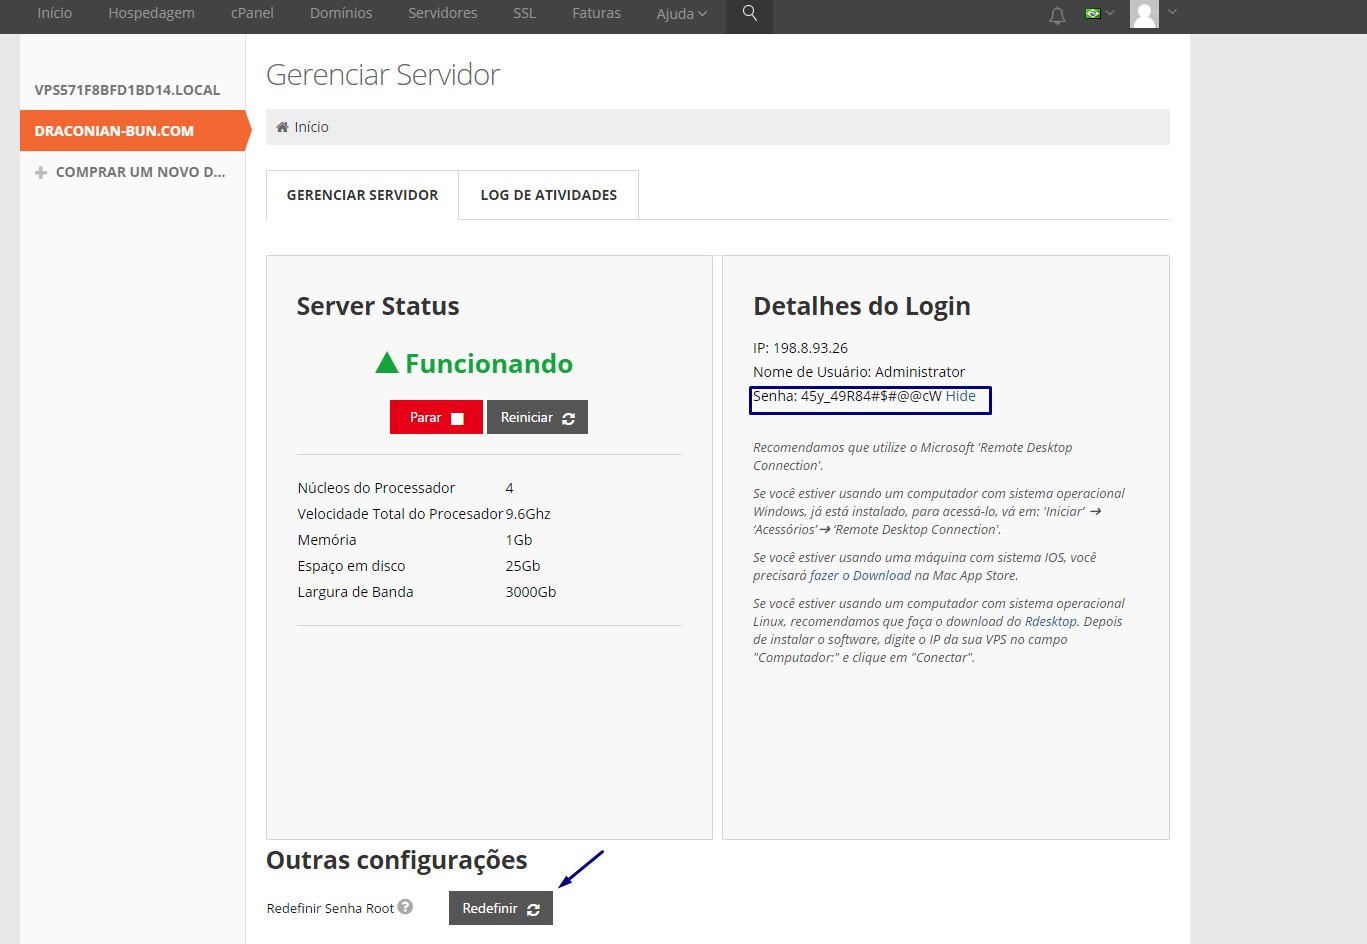 Início Hospedagem cPanel Domínios Servidores SSL Faturas Ajuda
VPS571F8BFD1BD14.LOCAL
DRACONIAN-BUN.COM
COMPRAR UM NOVO D...
Gerenciar Servidor
Início
GERENCIAR SERVIDOR LOG DE ATIVIDADES
Server Status
Funcionando
Parar Reiniciar
Núcleos do Processador 4
Velocidade Total do Procesador 9.6Ghz
Memória 1Gb
Espaço em disco 25Gb
Largura de Banda 3000Gb
Detalhes do Login
IP: 198.8.93.26
Nome de Usuário: Administrator
Senha: 45y_49R84#$#@@cW Hide
Recomendamos que utilize o Microsoft 'Remote Desktop
Connection'.
Se você estiver usando um computador com sistema operacional
Windows, já está instalado, para acessá-lo, vá em: 'Iniciar' ➔
'Acessórios'➔ 'Remote Desktop Connection'.
Se você estiver usando uma máquina com sistema IOS, você
precisará fazer o Download na Mac App Store.
Se você estiver usando um computador com sistema operacional
Linux, recomendamos que faça o download do Rdesktop. Depois
de instalar o software, digite o IP da sua VPS no campo
"Computador:" e clique em "Conectar".
Outras configurações
Redefinir Senha Root ? Redefinir